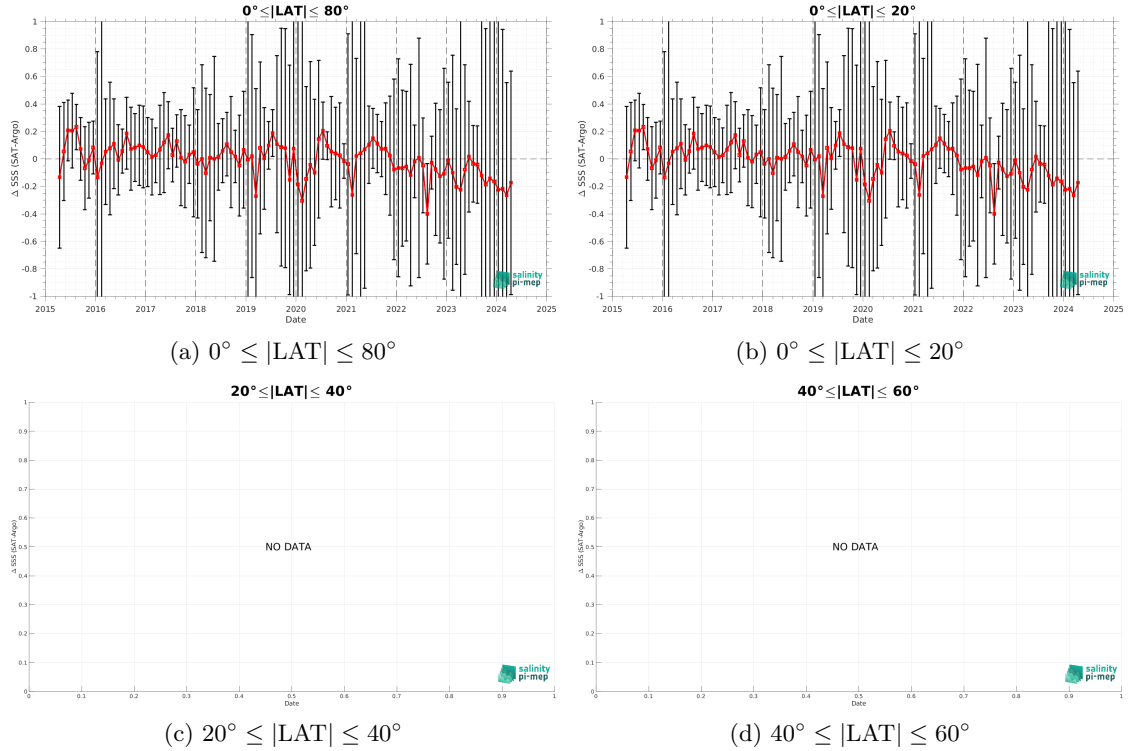 0°≤|LAT|≤ 80°
1
0.8
0.6
0.4
0.2
0
-0.2
-0.4
-0.6
-0.8
-1
Δ SSS (SAT-Argo)
2015 2016 2017 2018 2019 2020 2021 2022 2023 2024 2025
Date
salinity
pi-mep
(a) 0° ≤ |LAT| ≤ 80°
0°≤|LAT|≤ 20°
1
0.8
0.6
0.4
0.2
0
-0.2
-0.4
-0.6
-0.8
-1
Δ SSS (SAT-Argo)
2015 2016 2017 2018 2019 2020 2021 2022 2023 2024 2025
Date
salinity
pi-mep
(b) 0° ≤ |LAT| ≤ 20°
20°≤|LAT|≤ 40°
1
0.9
0.8
0.7
0.6
0.5
0.4
0.3
0.2
0.1
0
Δ SSS (SAT-Argo)
NO DATA
0 0.1 0.2 0.3 0.4 0.5 0.6 0.7 0.8 0.9 1
Date
salinity
pi-mep
(c) 20° ≤ |LAT| ≤ 40°
40°≤|LAT|≤ 60°
1
0.9
0.8
0.7
0.6
0.5
0.4
0.3
0.2
0.1
0
Δ SSS (SAT-Argo)
NO DATA
0 0.1 0.2 0.3 0.4 0.5 0.6 0.7 0.8 0.9 1
Date
salinity
pi-mep
(d) 40° ≤ |LAT| ≤ 60°